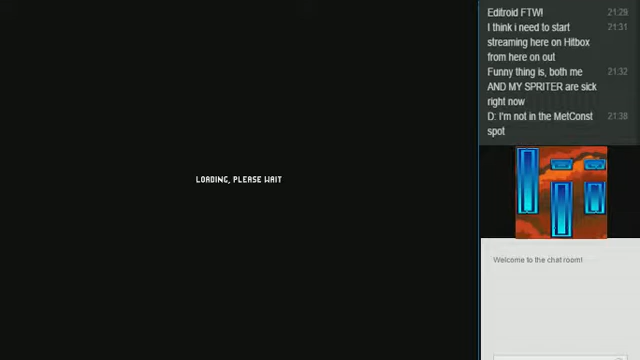 LOADING, PLEASE WAIT
Editroid FTW! 21:29
I think i need to start 21:31
streaming here on Hitbox
from here on out
Funny thing is, both me 21:32
AND MY SPRITER are sick
right now
D: I'm not in the MetConst 21:38
spot
Welcome to the chat room!